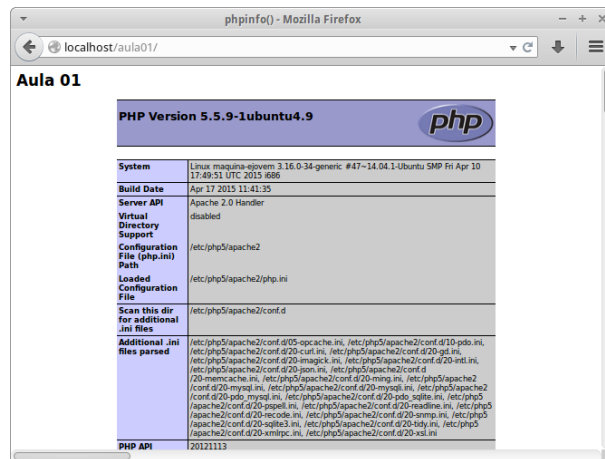 phpinfo() - Mozilla Firefox
localhost/aula01/
Aula 01
PHP Version 5.5.9-1ubuntu4.9
php
System
Linux maquina-ejovem 3.16.0-34-generic #47~14.04.1-Ubuntu SMP Fri Apr 10
17:49:51 UTC 2015 i686
Build Date
Apr 17 2015 11:41:35
Server API
Apache 2.0 Handler
Virtual
Directory
Support
disabled
Configuration
File (php.ini)
Path
/etc/php5/apache2
Loaded
Configuration
File
/etc/php5/apache2/php.ini
Scan this dir
for additional
.ini files
/etc/php5/apache2/conf.d
Additional .ini
files parsed
/etc/php5/apache2/conf.d/05-opcache.ini, /etc/php5/apache2/conf.d/10-pdo.ini,
/etc/php5/apache2/conf.d/20-curl.ini, /etc/php5/apache2/conf.d/20-gd.ini,
/etc/php5/apache2/conf.d/20-imagick.ini, /etc/php5/apache2/conf.d/20-intl.ini,
/etc/php5/apache2/conf.d/20-json.ini, /etc/php5/apache2/conf.d
/20-memcache.ini, /etc/php5/apache2/conf.d/20-ming.ini, /etc/php5/apache2
/conf.d/20-mysql.ini, /etc/php5/apache2/conf.d/20-mysqli.ini, /etc/php5/apache2
/conf.d/20-pdo_mysql.ini, /etc/php5/apache2/conf.d/20-pdo_sqlite.ini, /etc/php5
/apache2/conf.d/20-pspell.ini, /etc/php5/apache2/conf.d/20-readline.ini, /etc/php5
/apache2/conf.d/20-recode.ini, /etc/php5/apache2/conf.d/20-snmp.ini, /etc/php5
/apache2/conf.d/20-sqlite3.ini, /etc/php5/apache2/conf.d/20-tidy.ini, /etc/php5
/apache2/conf.d/20-xmlrpc.ini, /etc/php5/apache2/conf.d/20-xsl.ini
PHP API
20121113